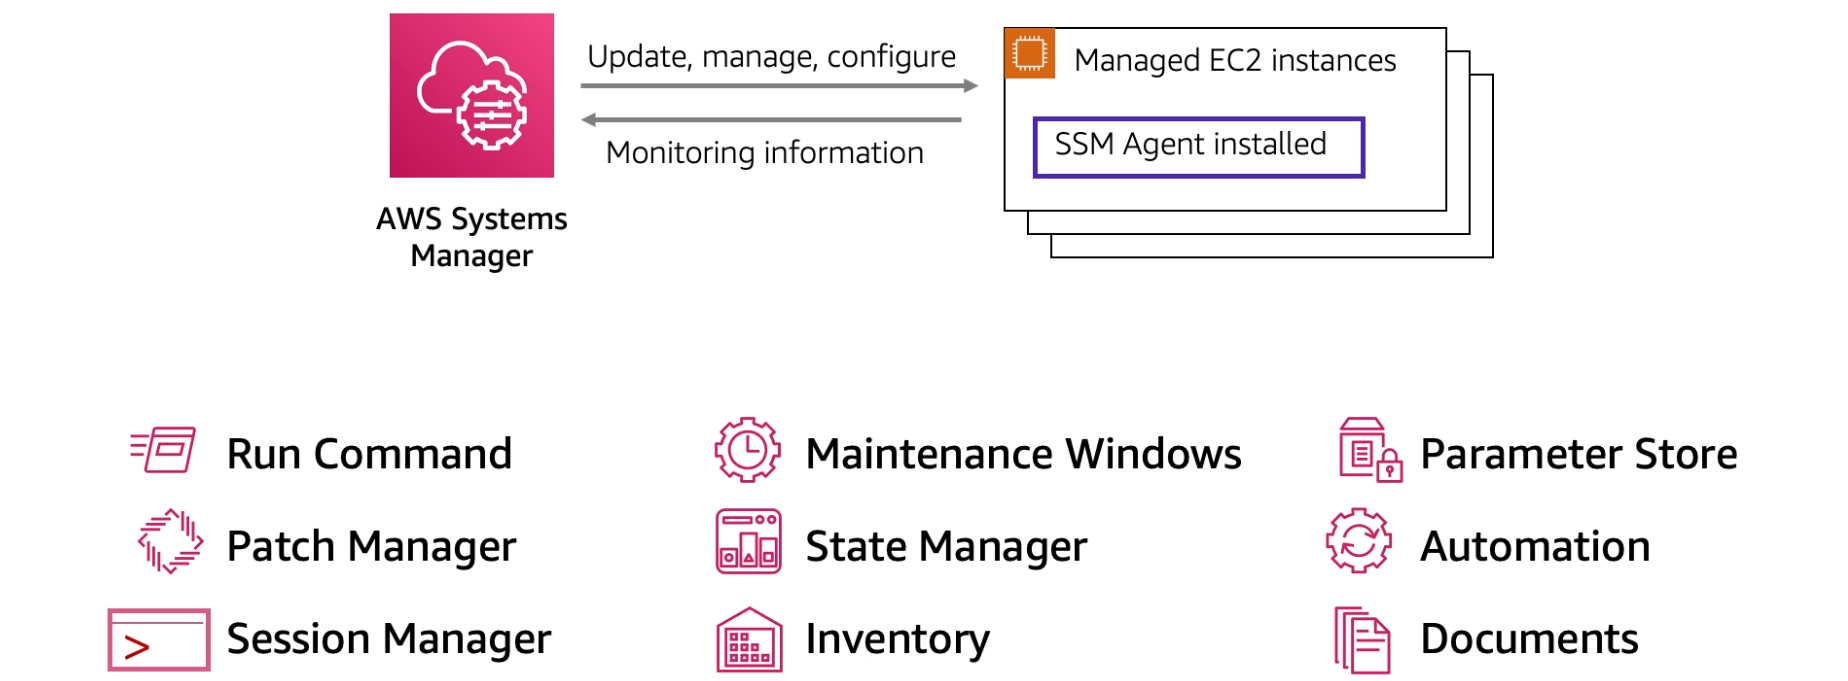 Update, manage, configure
Monitoring information
AWS Systems
Manager
Managed EC2 instances
SSM Agent installed
Run Command
Maintenance Windows
Parameter Store
Patch Manager
State Manager
Automation
Session Manager
Inventory
Documents